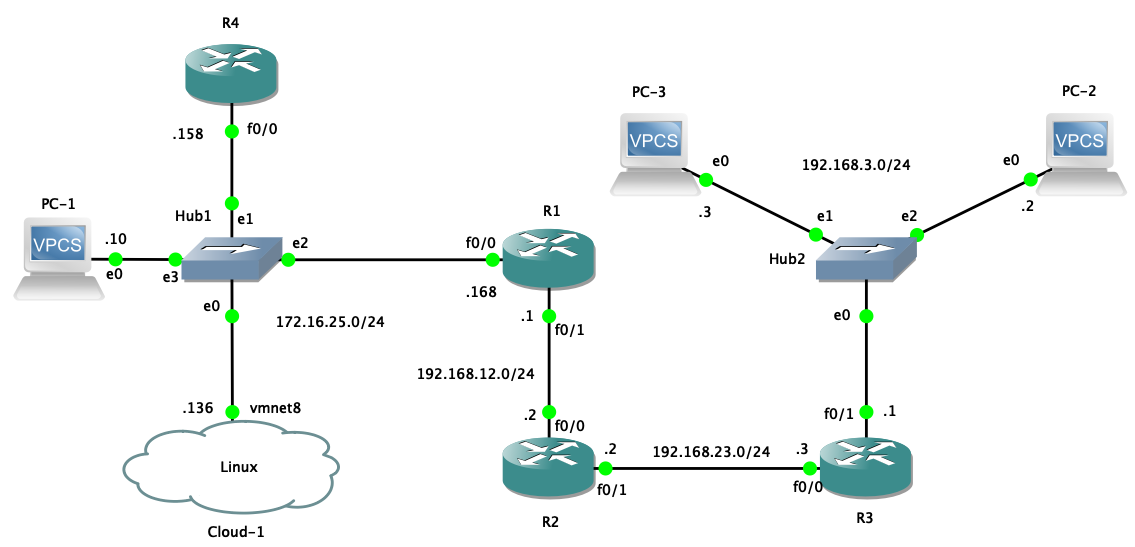 R4
.158
f0/0
PC-3
PC-2
VPCS
VPCS
e0
192.168.3.0/24
e0
.3
.2
e1
e2
Hub2
e0
PC-1
VPCS
.10
e0
e3
Hub1
e1
e2
e0
172.16.25.0/24
R1
f0/0
.168
.1
f0/1
192.168.12.0/24
.2
f0/0
.136
vmnet8
Linux
Cloud-1
.2
192.168.23.0/24
.3
f0/1
f0/0
R2
f0/1
.1
R3